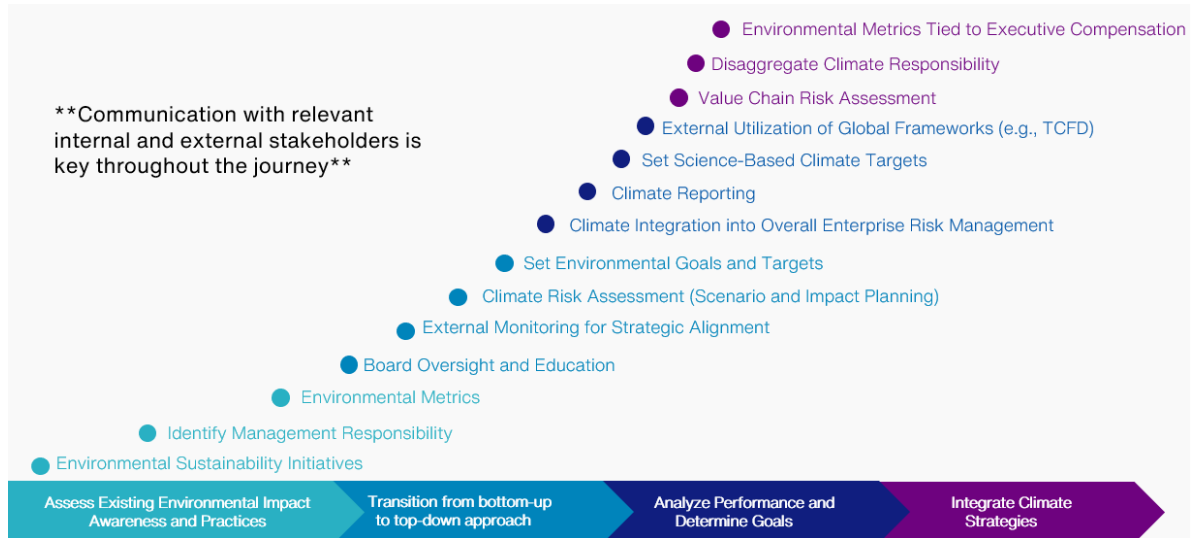 Environmental Metrics Tied to Executive Compensation
Disaggregate Climate Responsibility
**Communication with relevant
internal and external stakeholders is
key throughout the journey**
Value Chain Risk Assessment
External Utilization of Global Frameworks (e.g., TCFD)
Set Science-Based Climate Targets
Climate Reporting
Climate Integration into Overall Enterprise Risk Management
Set Environmental Goals and Targets
Climate Risk Assessment (Scenario and Impact Planning)
External Monitoring for Strategic Alignment
Board Oversight and Education
Environmental Metrics
Identify Management Responsibility
Environmental Sustainability Initiatives
Assess Existing Environmental Impact
Awareness and Practices
Transition from bottom-up
to top-down approach
Analyze Performance and
Determine Goals
Integrate Climate
Strategies